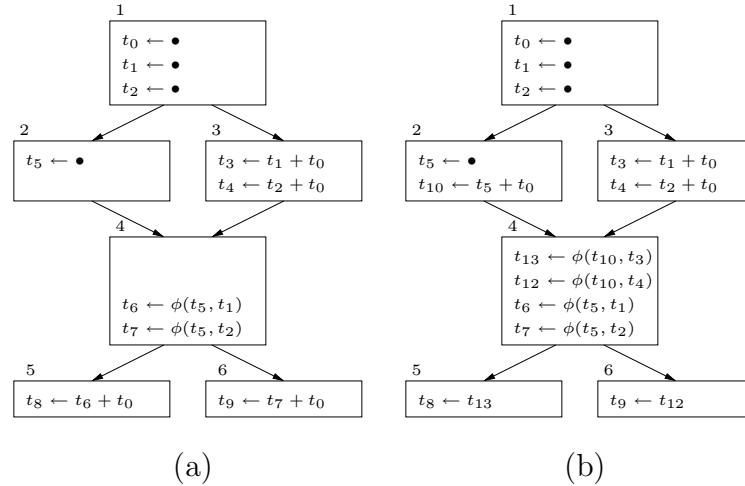 1
t₀ ← •
t₁ ← •
t₂ ← •
2
t₅ ← •
3
t₃ ← t₁ + t₀
t₄ ← t₂ + t₀
4
t₆ ← ϕ(t₅, t₁)
t₇ ← ϕ(t₅, t₂)
5
t₈ ← t₆ + t₀
6
t₉ ← t₇ + t₀
(a)
1
t₀ ← •
t₁ ← •
t₂ ← •
2
t₅ ← •
t₁₀ ← t₅ + t₀
3
t₃ ← t₁ + t₀
t₄ ← t₂ + t₀
4
t₁₃ ← ϕ(t₁₀, t₃)
t₁₂ ← ϕ(t₁₀, t₄)
t₆ ← ϕ(t₅, t₁)
t₇ ← ϕ(t₅, t₂)
5
t₈ ← t₁₃
6
t₉ ← t₁₂
(b)